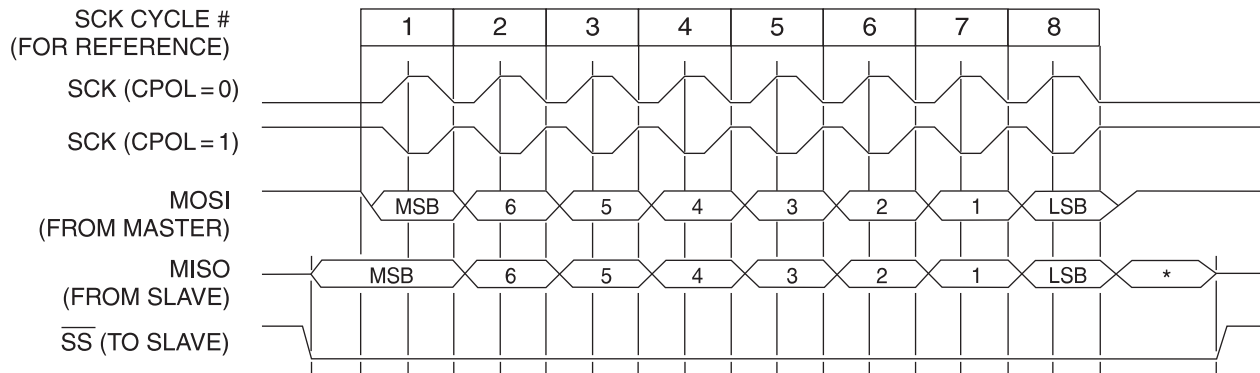 SCK CYCLE # 1 2 3 4 5 6 7 8
(FOR REFERENCE)
SCK (CPOL = 0)
SCK (CPOL = 1)
MOSI MSB 6 5 4 3 2 1 LSB
(FROM MASTER)
MISO MSB 6 5 4 3 2 1 LSB *
(FROM SLAVE)
SS (TO SLAVE)